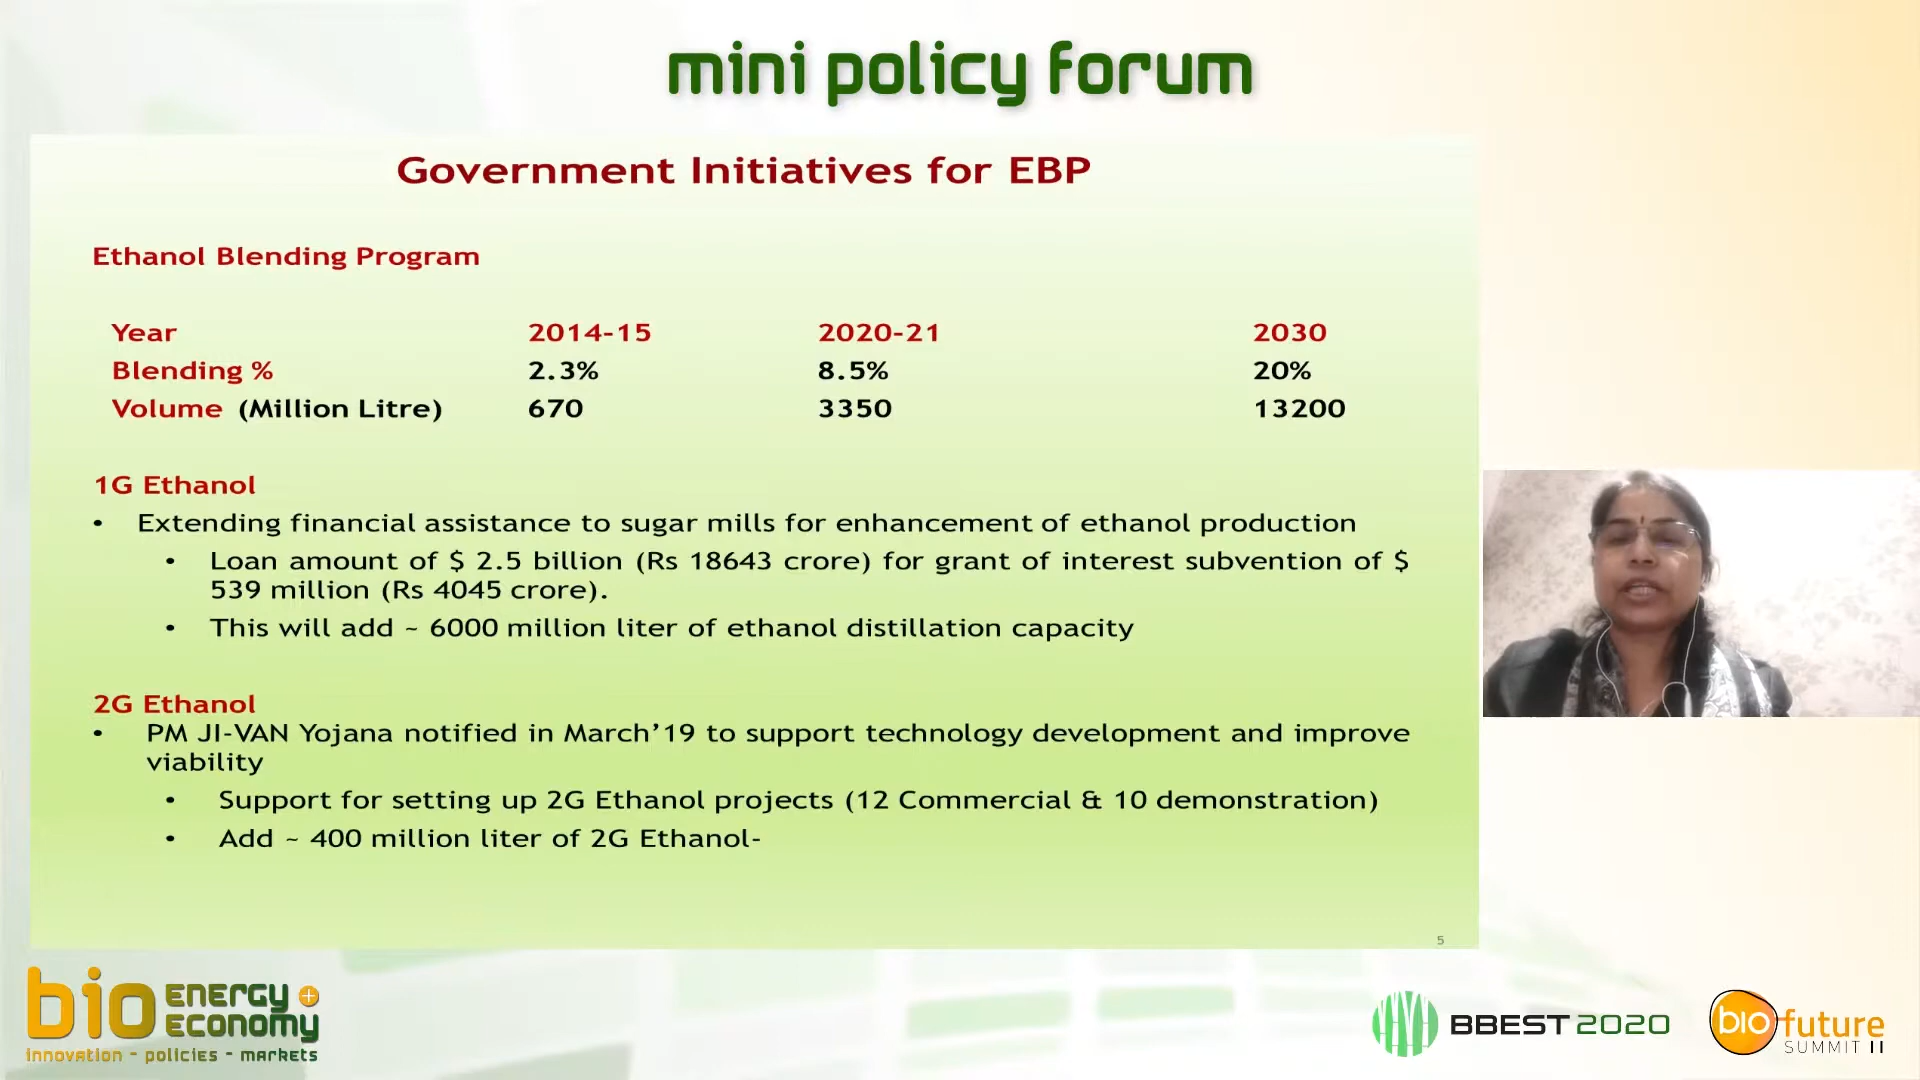 mini policy forum
Government Initiatives for EBP
Ethanol Blending Program
Year 2014-15 2020-21 2030
Blending % 2.3% 8.5% 20%
Volume (Million Litre) 670 3350 13200
1G Ethanol
• Extending financial assistance to sugar mills for enhancement of ethanol production
• Loan amount of $ 2.5 billion (Rs 18643 crore) for grant of interest subvention of $
539 million (Rs 4045 crore).
• This will add ~ 6000 million liter of ethanol distillation capacity
2G Ethanol
• PM JI-VAN Yojana notified in March’19 to support technology development and improve
viability
• Support for setting up 2G Ethanol projects (12 Commercial & 10 demonstration)
• Add ~ 400 million liter of 2G Ethanol-
5
bio ENERGY +
ECONOMY
innovation - policies - markets
BBEST 2020
biofuture
SUMMIT II